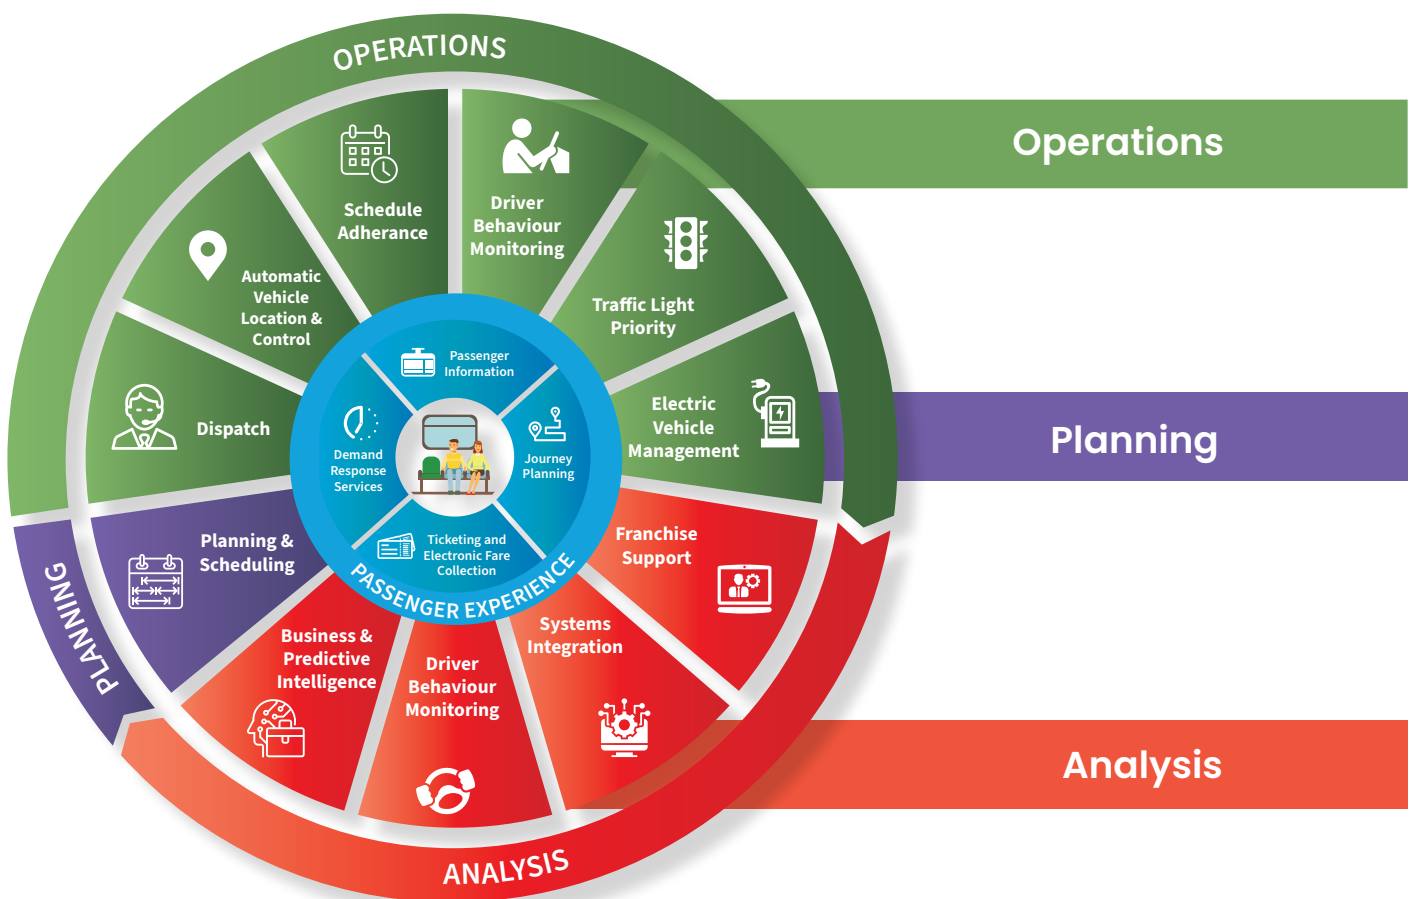 OPERATIONS
Operations
Schedule
Adherance
Driver
Behaviour
Monitoring
Automatic
Vehicle
Location &
Control
Traffic Light
Priority
Dispatch
Electric
Vehicle
Management
Planning
Passenger
Information
Demand
Response
Services
Journey
Planning
Ticketing and
Electronic Fare
Collection
PASSENGER EXPERIENCE
PLANNING
Planning &
Scheduling
Franchise
Support
Business &
Predictive
Intelligence
Driver
Behaviour
Monitoring
Systems
Integration
Analysis
ANALYSIS